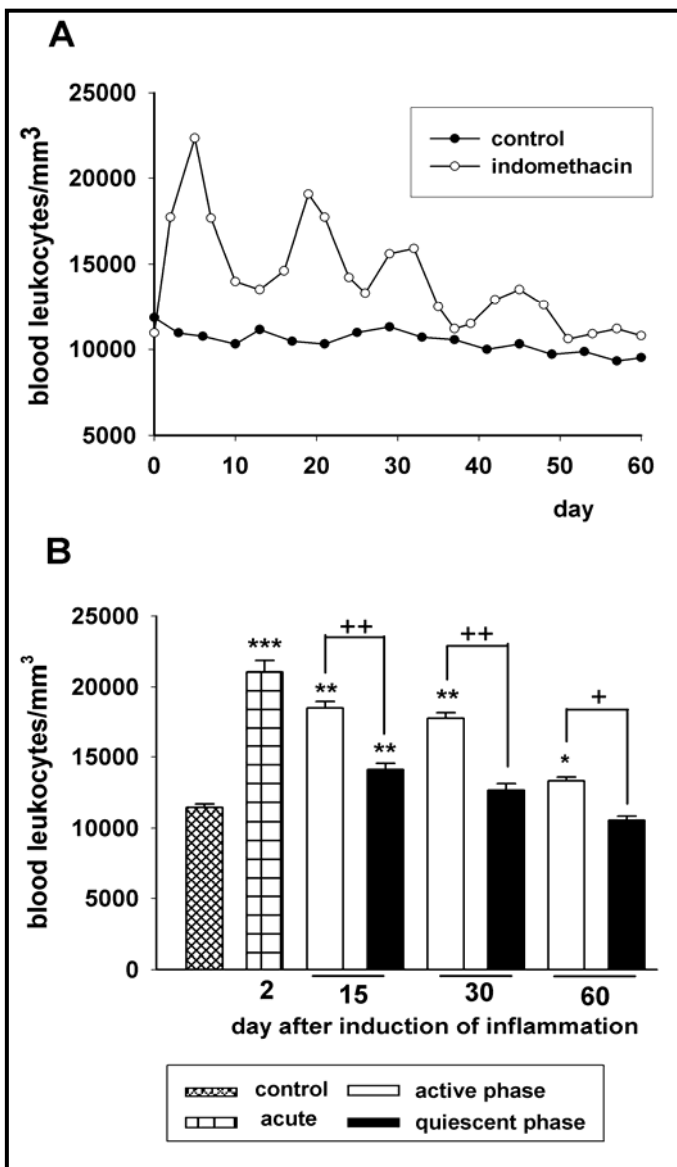 A
25000
20000
15000
10000
5000
blood leukocytes/mm³
control
indomethacin
0 10 20 30 40 50 60
day
B
25000
20000
15000
10000
5000
0
blood leukocytes/mm³
*** ** ++ ** ** ++ * +
2 15 30 60
day after induction of inflammation
control active phase
acute quiescent phase